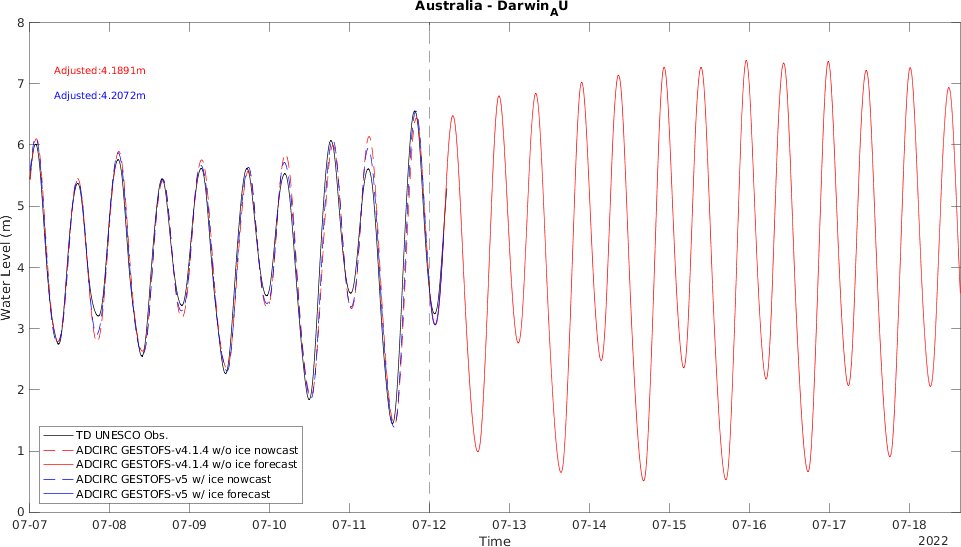 Australia - DarwinAU
8
7
6
5
4
3
2
1
0
Water Level (m)
Adjusted:4.1891m
Adjusted:4.2072m
TD UNESCO Obs.
ADCIRC GESTOFS-v4.1.4 w/o ice nowcast
ADCIRC GESTOFS-v4.1.4 w/o ice forecast
ADCIRC GESTOFS-v5 w/ ice nowcast
ADCIRC GESTOFS-v5 w/ ice forecast
07-07 07-08 07-09 07-10 07-11 07-12 07-13 07-14 07-15 07-16 07-17 07-18
Time
2022